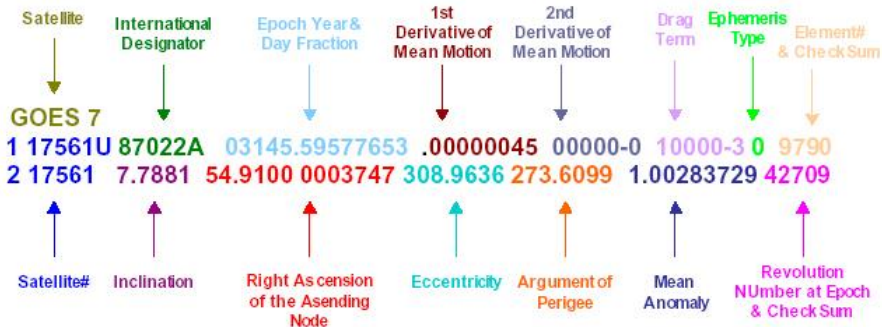 Satellite
International
Designator
Epoch Year &
Day Fraction
1st
Derivative of
Mean Motion
2nd
Derivative of
Mean Motion
Drag
Term
Ephemeris
Type
Element#
& CheckSum
GOES 7
1 17561U 87022A 03145.59577653 .00000045 00000-0 10000-3 0 9790
2 17561 7.7881 54.9100 0003747 308.9636 273.6099 1.00283729 42709
Satellite#
Inclination
Right Ascension
of the Asending
Node
Eccentricity
Argument of
Perigee
Mean
Anomaly
Revolution
NUmber at Epoch
& CheckSum